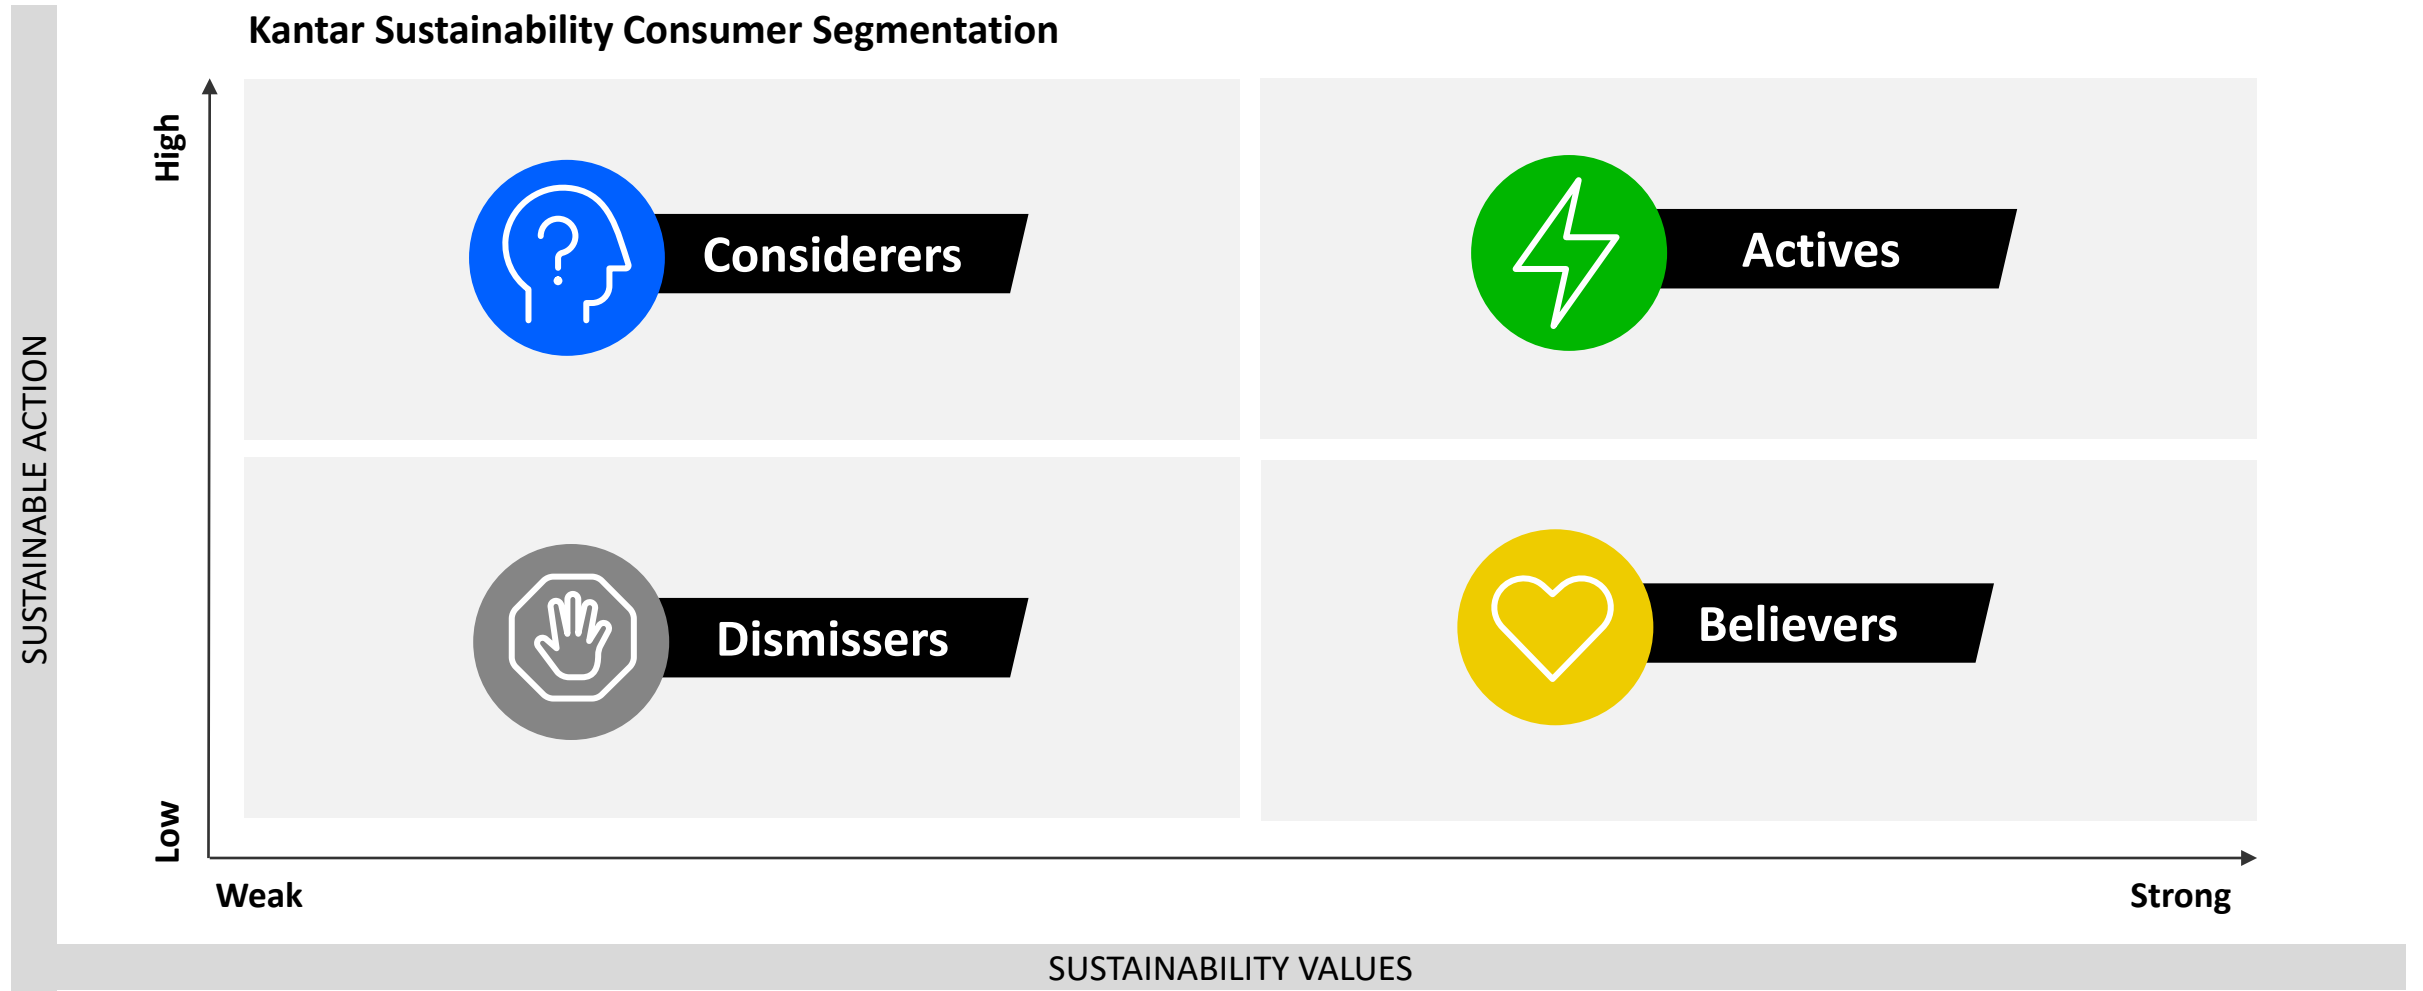 Kantar Sustainability Consumer Segmentation
SUSTAINABLE ACTION
High
Considerers
Actives
Dismissers
Believers
Low
Weak
Strong
SUSTAINABILITY VALUES